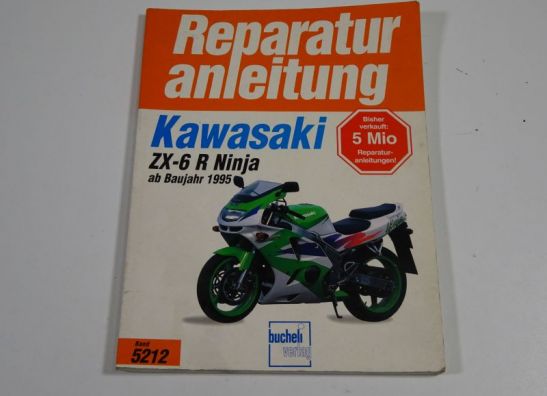 Reparatur
anleitung
Kawasaki
ZX-6 R Ninja
ab Baujahr 1995
Bisher
verkauft:
5 Mio
Reparatur-
anleitungen!
Band
5212
bucheli
verlag